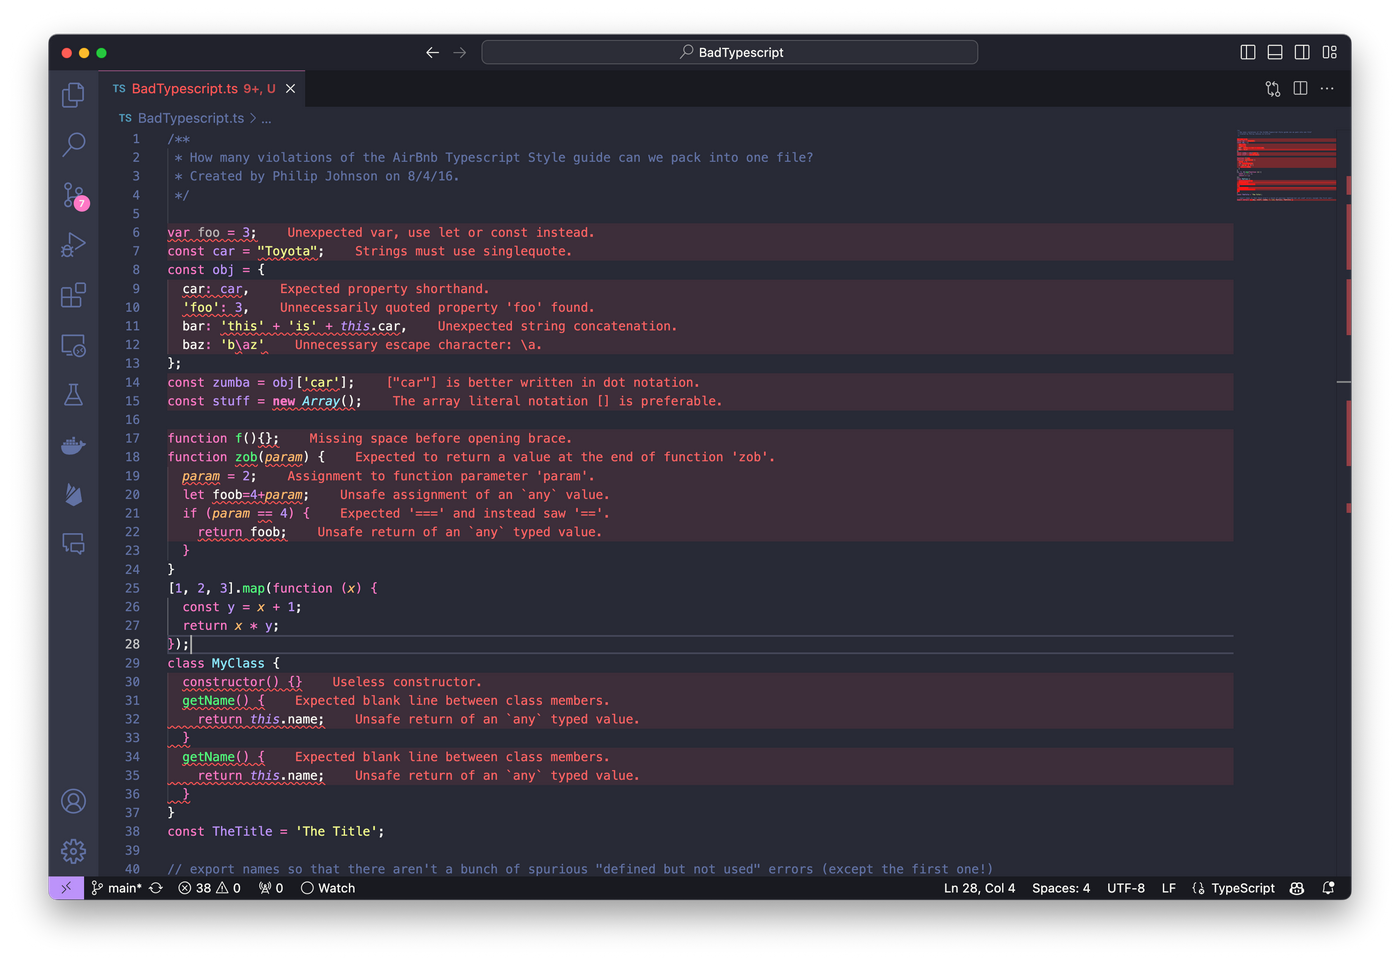 BadTypescript
TS BadTypescript.ts 9+, U
TS BadTypescript.ts > ...
1 /**
2  * How many violations of the AirBnb Typescript Style guide can we pack into one file?
3  * Created by Philip Johnson on 8/4/16.
4  */
5
6 var foo = 3; Unexpected var, use let or const instead.
7 const car = "Toyota"; Strings must use singlequote.
8 const obj = {
9   car: car, Expected property shorthand.
10   'foo': 3, Unnecessarily quoted property 'foo' found.
11   bar: 'this' + 'is' + this.car, Unexpected string concatenation.
12   baz: 'b\az' Unnecessary escape character: \a.
13 };
14 const zumba = obj['car']; ["car"] is better written in dot notation.
15 const stuff = new Array(); The array literal notation [] is preferable.
16
17 function f(){}; Missing space before opening brace.
18 function zob(param) { Expected to return a value at the end of function 'zob'.
19   param = 2; Assignment to function parameter 'param'.
20   let foob=4+param; Unsafe assignment of an `any` value.
21   if (param == 4) { Expected '===' and instead saw '=='.
22     return foob; Unsafe return of an `any` typed value.
23   }
24 }
25 [1, 2, 3].map(function (x) {
26   const y = x + 1;
27   return x * y;
28 });
29 class MyClass {
30   constructor() {} Useless constructor.
31   getName() { Expected blank line between class members.
32     return this.name; Unsafe return of an `any` typed value.
33   }
34   getName() { Expected blank line between class members.
35     return this.name; Unsafe return of an `any` typed value.
36   }
37 }
38 const TheTitle = 'The Title';
39
40 // export names so that there aren't a bunch of spurious "defined but not used" errors (except the first one!)
7
main* 38 0 0 Watch Ln 28, Col 4 Spaces: 4 UTF-8 LF TypeScript